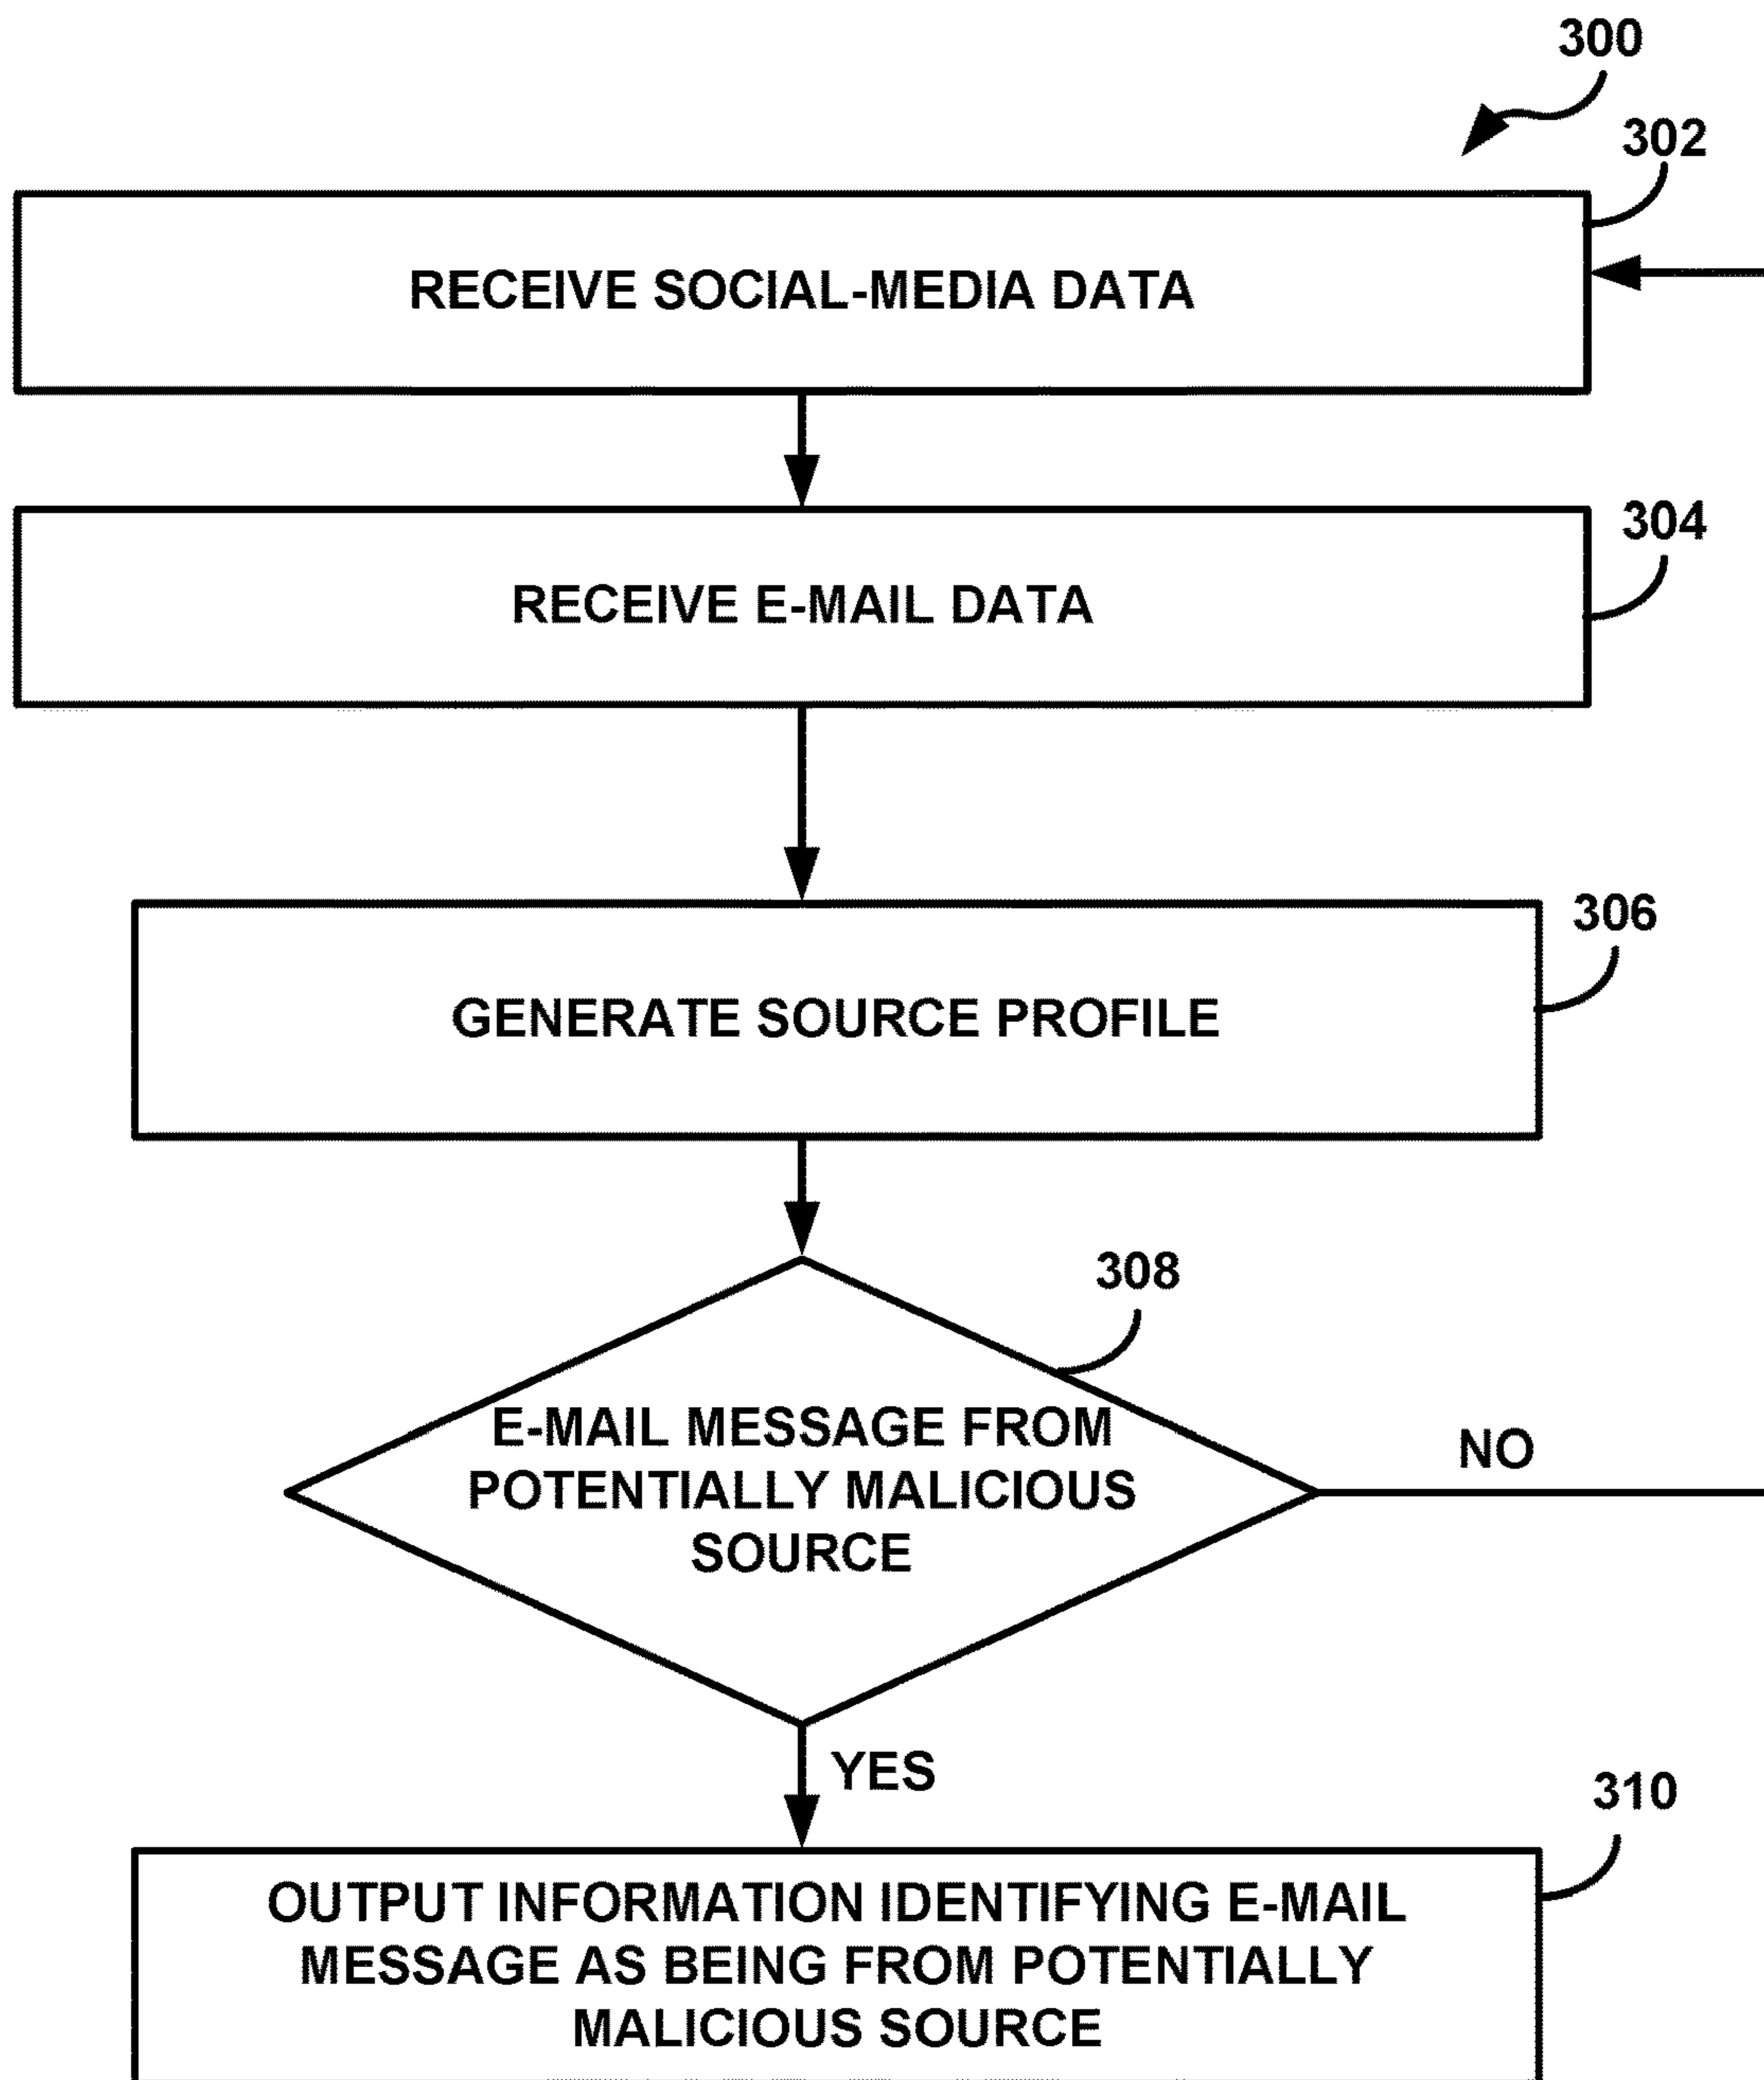 300
302
RECEIVE SOCIAL-MEDIA DATA
304
RECEIVE E-MAIL DATA
306
GENERATE SOURCE PROFILE
308
E-MAIL MESSAGE FROM
POTENTIALLY MALICIOUS
SOURCE
NO
YES
310
OUTPUT INFORMATION IDENTIFYING E-MAIL
MESSAGE AS BEING FROM POTENTIALLY
MALICIOUS SOURCE